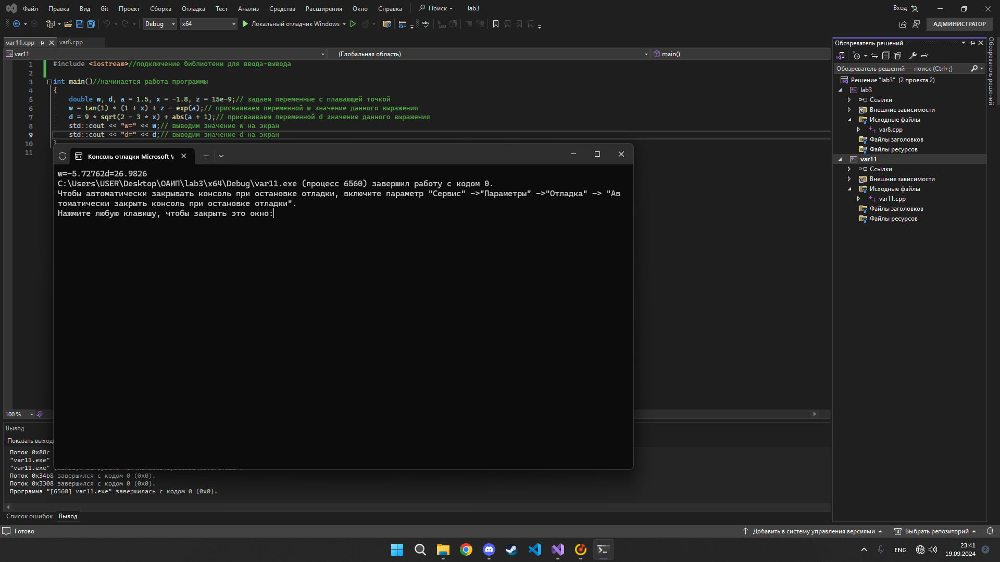 Файл Правка Вид Git Проект Сборка Отладка Тест Анализ Средства Расширения Окно Справка Поиск lab3 Вход
Debug x64 Локальный отладчик Windows АДМИНИСТРАТОР
var11.cpp var8.cpp
var11 (Глобальная область) main()
1 #include <iostream>//подключение библиотеки для ввода-вывода
2
3 int main()//начинается работа программы
4 {
5 double w, d, a = 1.5, x = -1.8, z = 15e-9;// задаем переменные с плавающей точкой
6 w = tan(1) * (1 + x) + z - exp(a);// присваиваем переменной w значение данного выражения
7 d = 9 * sqrt(2 - 3 * x) + abs(a + 1);// присваиваем переменной d значение данного выражения
8 std::cout << "w=" << w;// выводим значение w на экран
9 std::cout << "d=" << d;// выводим значение d на экран
10 }
11
Консоль отладки Microsoft V
w=-5.72762d=26.9826
C:\Users\USER\Desktop\ОАИП\lab3\x64\Debug\var11.exe (процесс 6560) завершил работу с кодом 0.
Чтобы автоматически закрывать консоль при остановке отладки, включите параметр "Сервис" ->"Параметры" ->"Отладка" -> "Ав
томатически закрыть консоль при остановке отладки".
Нажмите любую клавишу, чтобы закрыть это окно:
100 %
Вывод
Показать выход
Поток 0x88c
"var11.exe"
"var11.exe"
Поток 0x34b8 завершился с кодом 0 (0x0).
Поток 0x3308 завершился с кодом 0 (0x0).
Программа "[6560] var11.exe" завершилась с кодом 0 (0x0).
Список ошибок Вывод
Обозреватель решений
Обозреватель решений — поиск (Ctrl+;)
Решение "lab3" (2 проекта 2)
lab3
Ссылки
Внешние зависимости
Исходные файлы
var8.cpp
Файлы заголовков
Файлы ресурсов
var11
Ссылки
Внешние зависимости
Исходные файлы
var11.cpp
Файлы заголовков
Файлы ресурсов
Обозреватель решений
Готово Добавить в систему управления версиями Выбрать репозиторий
ENG 23:41
19.09.2024 2